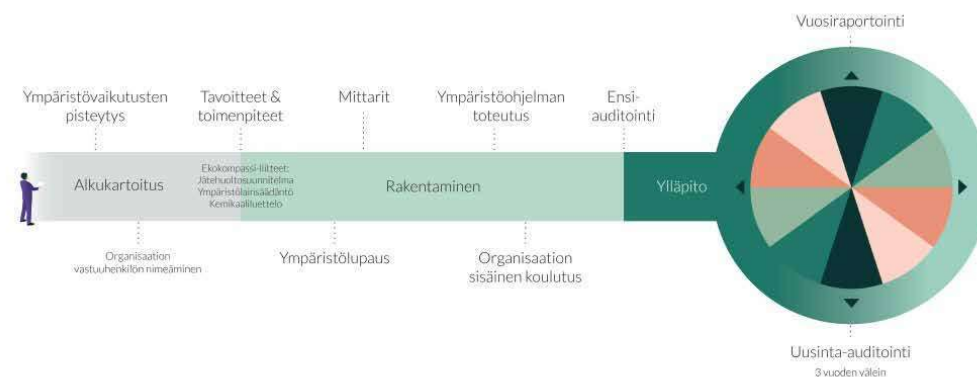 Vuosiraportointi
Ympäristövaikutusten
pisteytys
Tavoitteet &
toimenpiteet
Mittarit
Ympäristöohjelman
toteutus
Ensi-
auditointi
Alkukartoitus
Ekokompassi-liitteet:
Jätehuoltosuunnitelma
Ympäristölainsäädäntö
Kemikaaliluettelo
Rakentaminen
Ylläpito
Organisaation
vastuuhenkilön nimeäminen
Ympäristölupaus
Organisaation
sisäinen koulutus
Uusinta-auditointi
3 vuoden välein